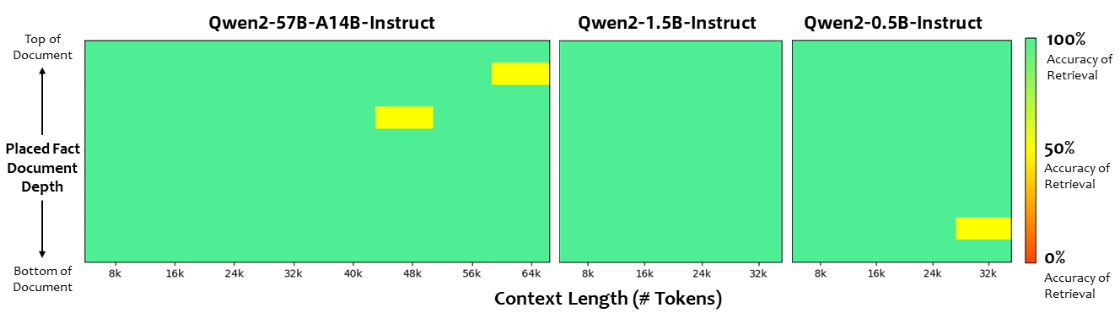 Qwen2-57B-A14B-Instruct
Qwen2-1.5B-Instruct
Qwen2-0.5B-Instruct
Top of
Document
Placed Fact
Document
Depth
Bottom of
Document
8k 16k 24k 32k 40k 48k 56k 64k
8k 16k 24k 32k
8k 16k 24k 32k
Context Length (# Tokens)
100%
Accuracy of
Retrieval
50%
Accuracy of
Retrieval
0%
Accuracy of
Retrieval